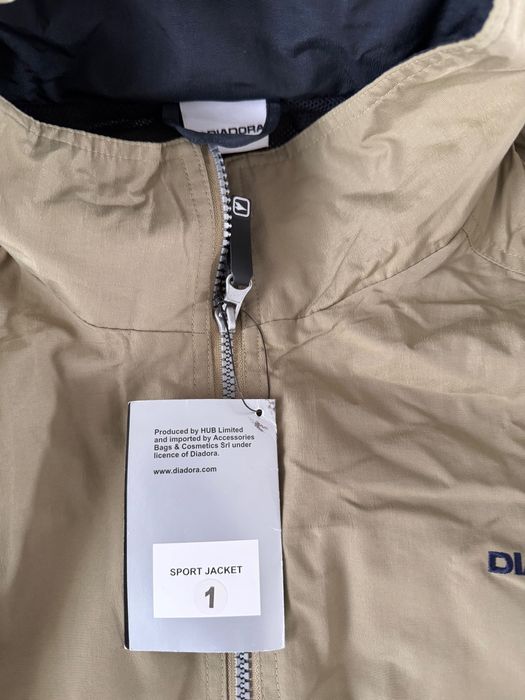 DIADORA
Produced by HUB Limited
and imported by Accessories
Bags & Cosmetics Srl under
licence of Diadora.
www.diadora.com
DI
SPORT JACKET
1